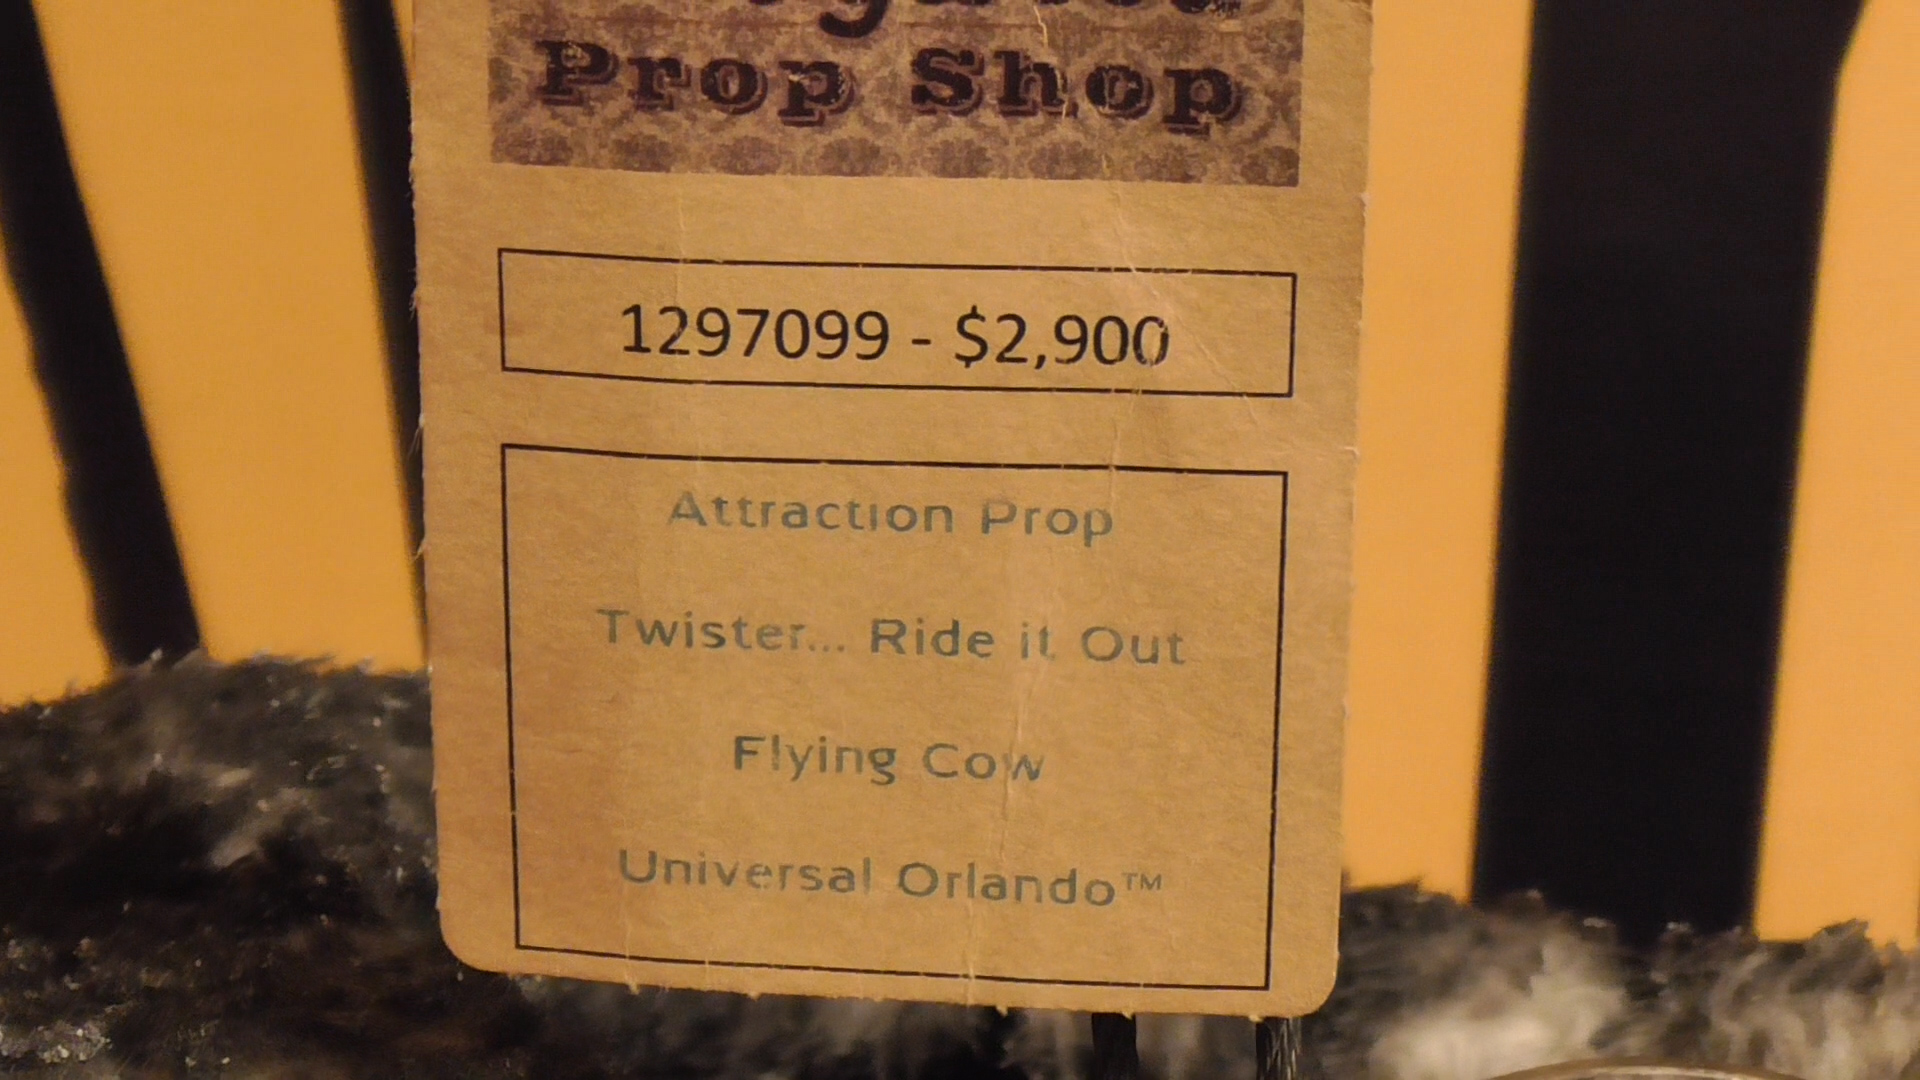 Prop Shop
1297099 - $2,900
Attraction Prop
Twister... Ride it Out
Flying Cow
Universal Orlando™